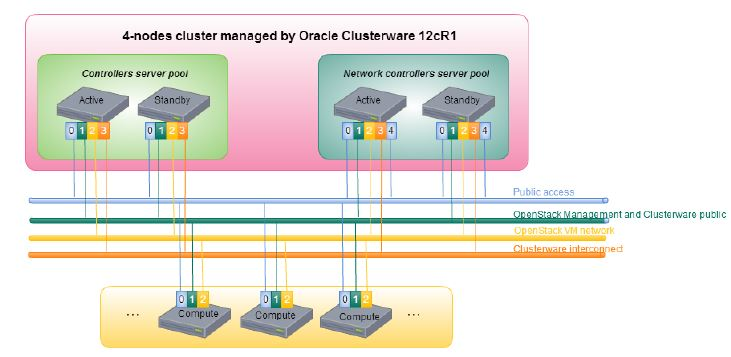 4-nodes cluster managed by Oracle Clusterware 12cR1
Controllers server pool
Network controllers server pool
Active
Standby
Active
Standby
0 1 2 3
0 1 2 3
0 1 2 3 4
0 1 2 3 4
Public access
OpenStack Management and Clusterware public
OpenStack VM network
Clusterware interconnect
0 1 2
0 1 2
0 1 2
...
Compute
Compute
Compute
...